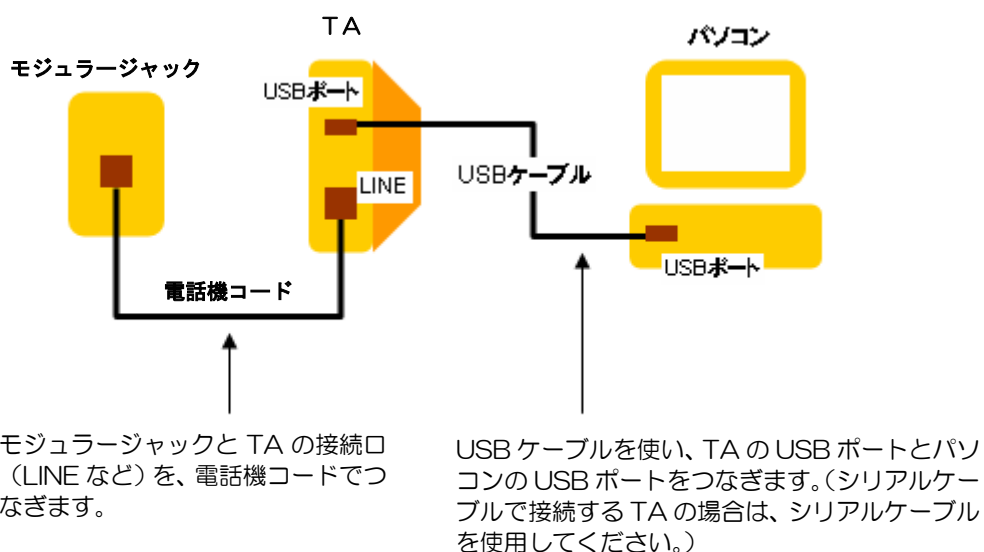 TA
パソコン
モジュラージャック
USBポート
LINE
USBケーブル
USBポート
電話機コード
モジュラージャックと TA の接続口
(LINE など)を、電話機コードでつ
なぎます。
USB ケーブルを使い、TA の USB ポートとパソ
コンの USB ポートをつなぎます。(シリアルケー
ブルで接続する TA の場合は、シリアルケーブル
を使用してください。)